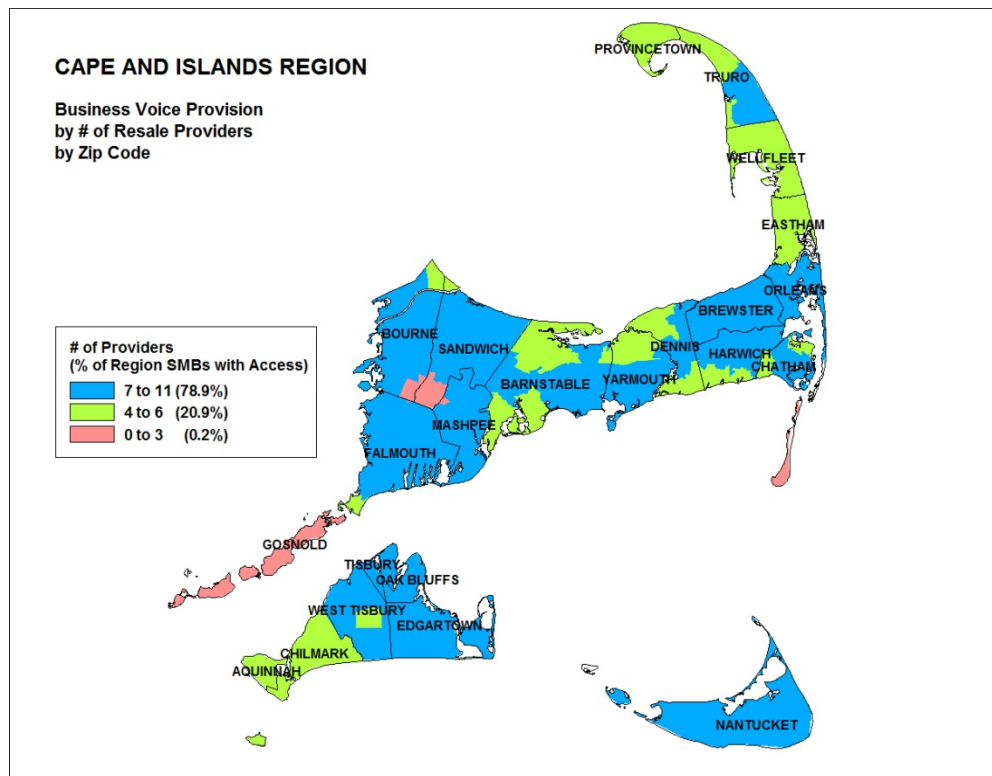 CAPE AND ISLANDS REGION
Business Voice Provision
by # of Resale Providers
by Zip Code
PROVINCETOWN
TRURO
WELLFLEET
EASTHAM
ORLEANS
BREWSTER
BOURNE
SANDWICH
DENNIS
HARWICH
CHATHAM
BARNSTABLE
YARMOUTH
MASHPEE
FALMOUTH
# of Providers
(% of Region SMBs with Access)
7 to 11 (78.9%)
4 to 6 (20.9%)
0 to 3 (0.2%)
GOSNOLD
TISBURY
OAK BLUFFS
WEST TISBURY
EDGARTOWN
CHILMARK
AQUINNAH
NANTUCKET